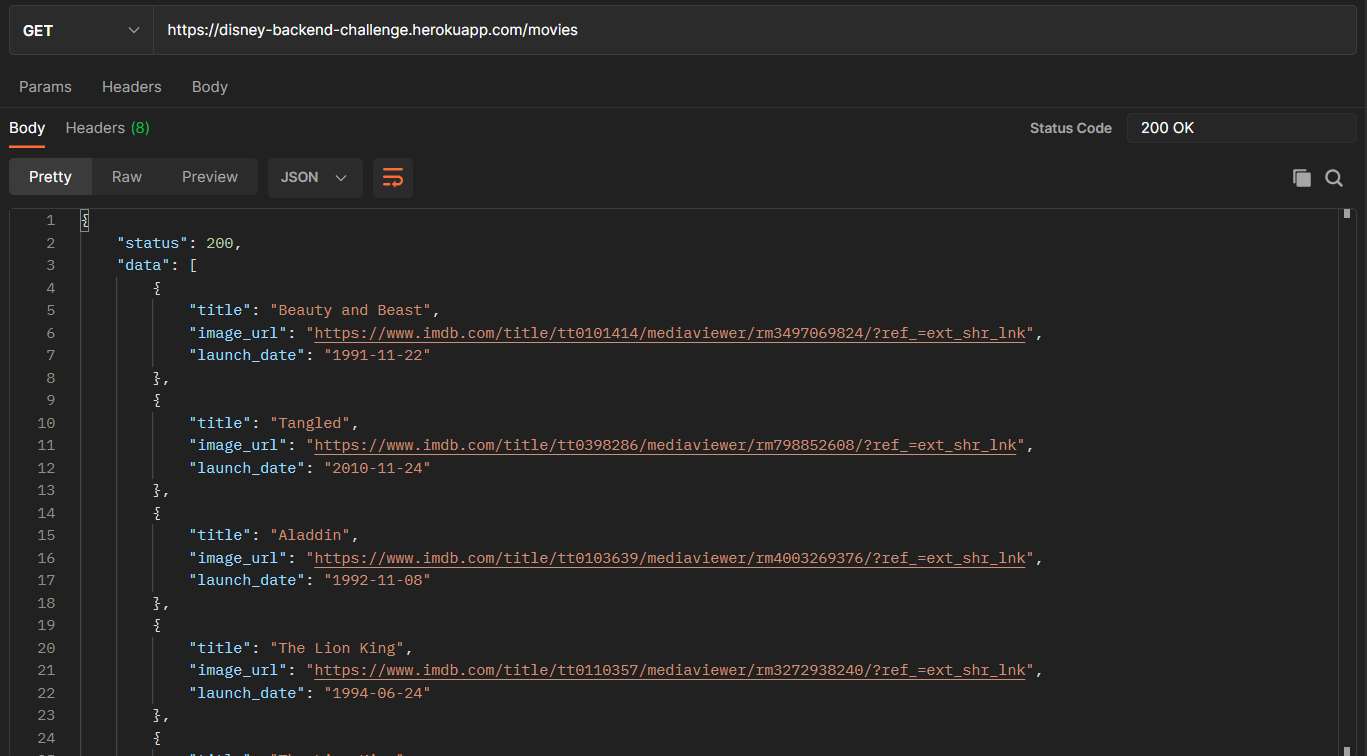 GET https://disney-backend-challenge.herokuapp.com/movies
Params Headers Body
Body Headers (8) Status Code 200 OK
Pretty Raw Preview JSON
1 {
2 "status": 200,
3 "data": [
4 {
5 "title": "Beauty and Beast",
6 "image_url": "https://www.imdb.com/title/tt0101414/mediaviewer/rm3497069824/?ref_=ext_shr_lnk",
7 "launch_date": "1991-11-22"
8 },
9 {
10 "title": "Tangled",
11 "image_url": "https://www.imdb.com/title/tt0398286/mediaviewer/rm798852608/?ref_=ext_shr_lnk",
12 "launch_date": "2010-11-24"
13 },
14 {
15 "title": "Aladdin",
16 "image_url": "https://www.imdb.com/title/tt0103639/mediaviewer/rm4003269376/?ref_=ext_shr_lnk",
17 "launch_date": "1992-11-08"
18 },
19 {
20 "title": "The Lion King",
21 "image_url": "https://www.imdb.com/title/tt0110357/mediaviewer/rm3272938240/?ref_=ext_shr_lnk",
22 "launch_date": "1994-06-24"
23 },
24 {